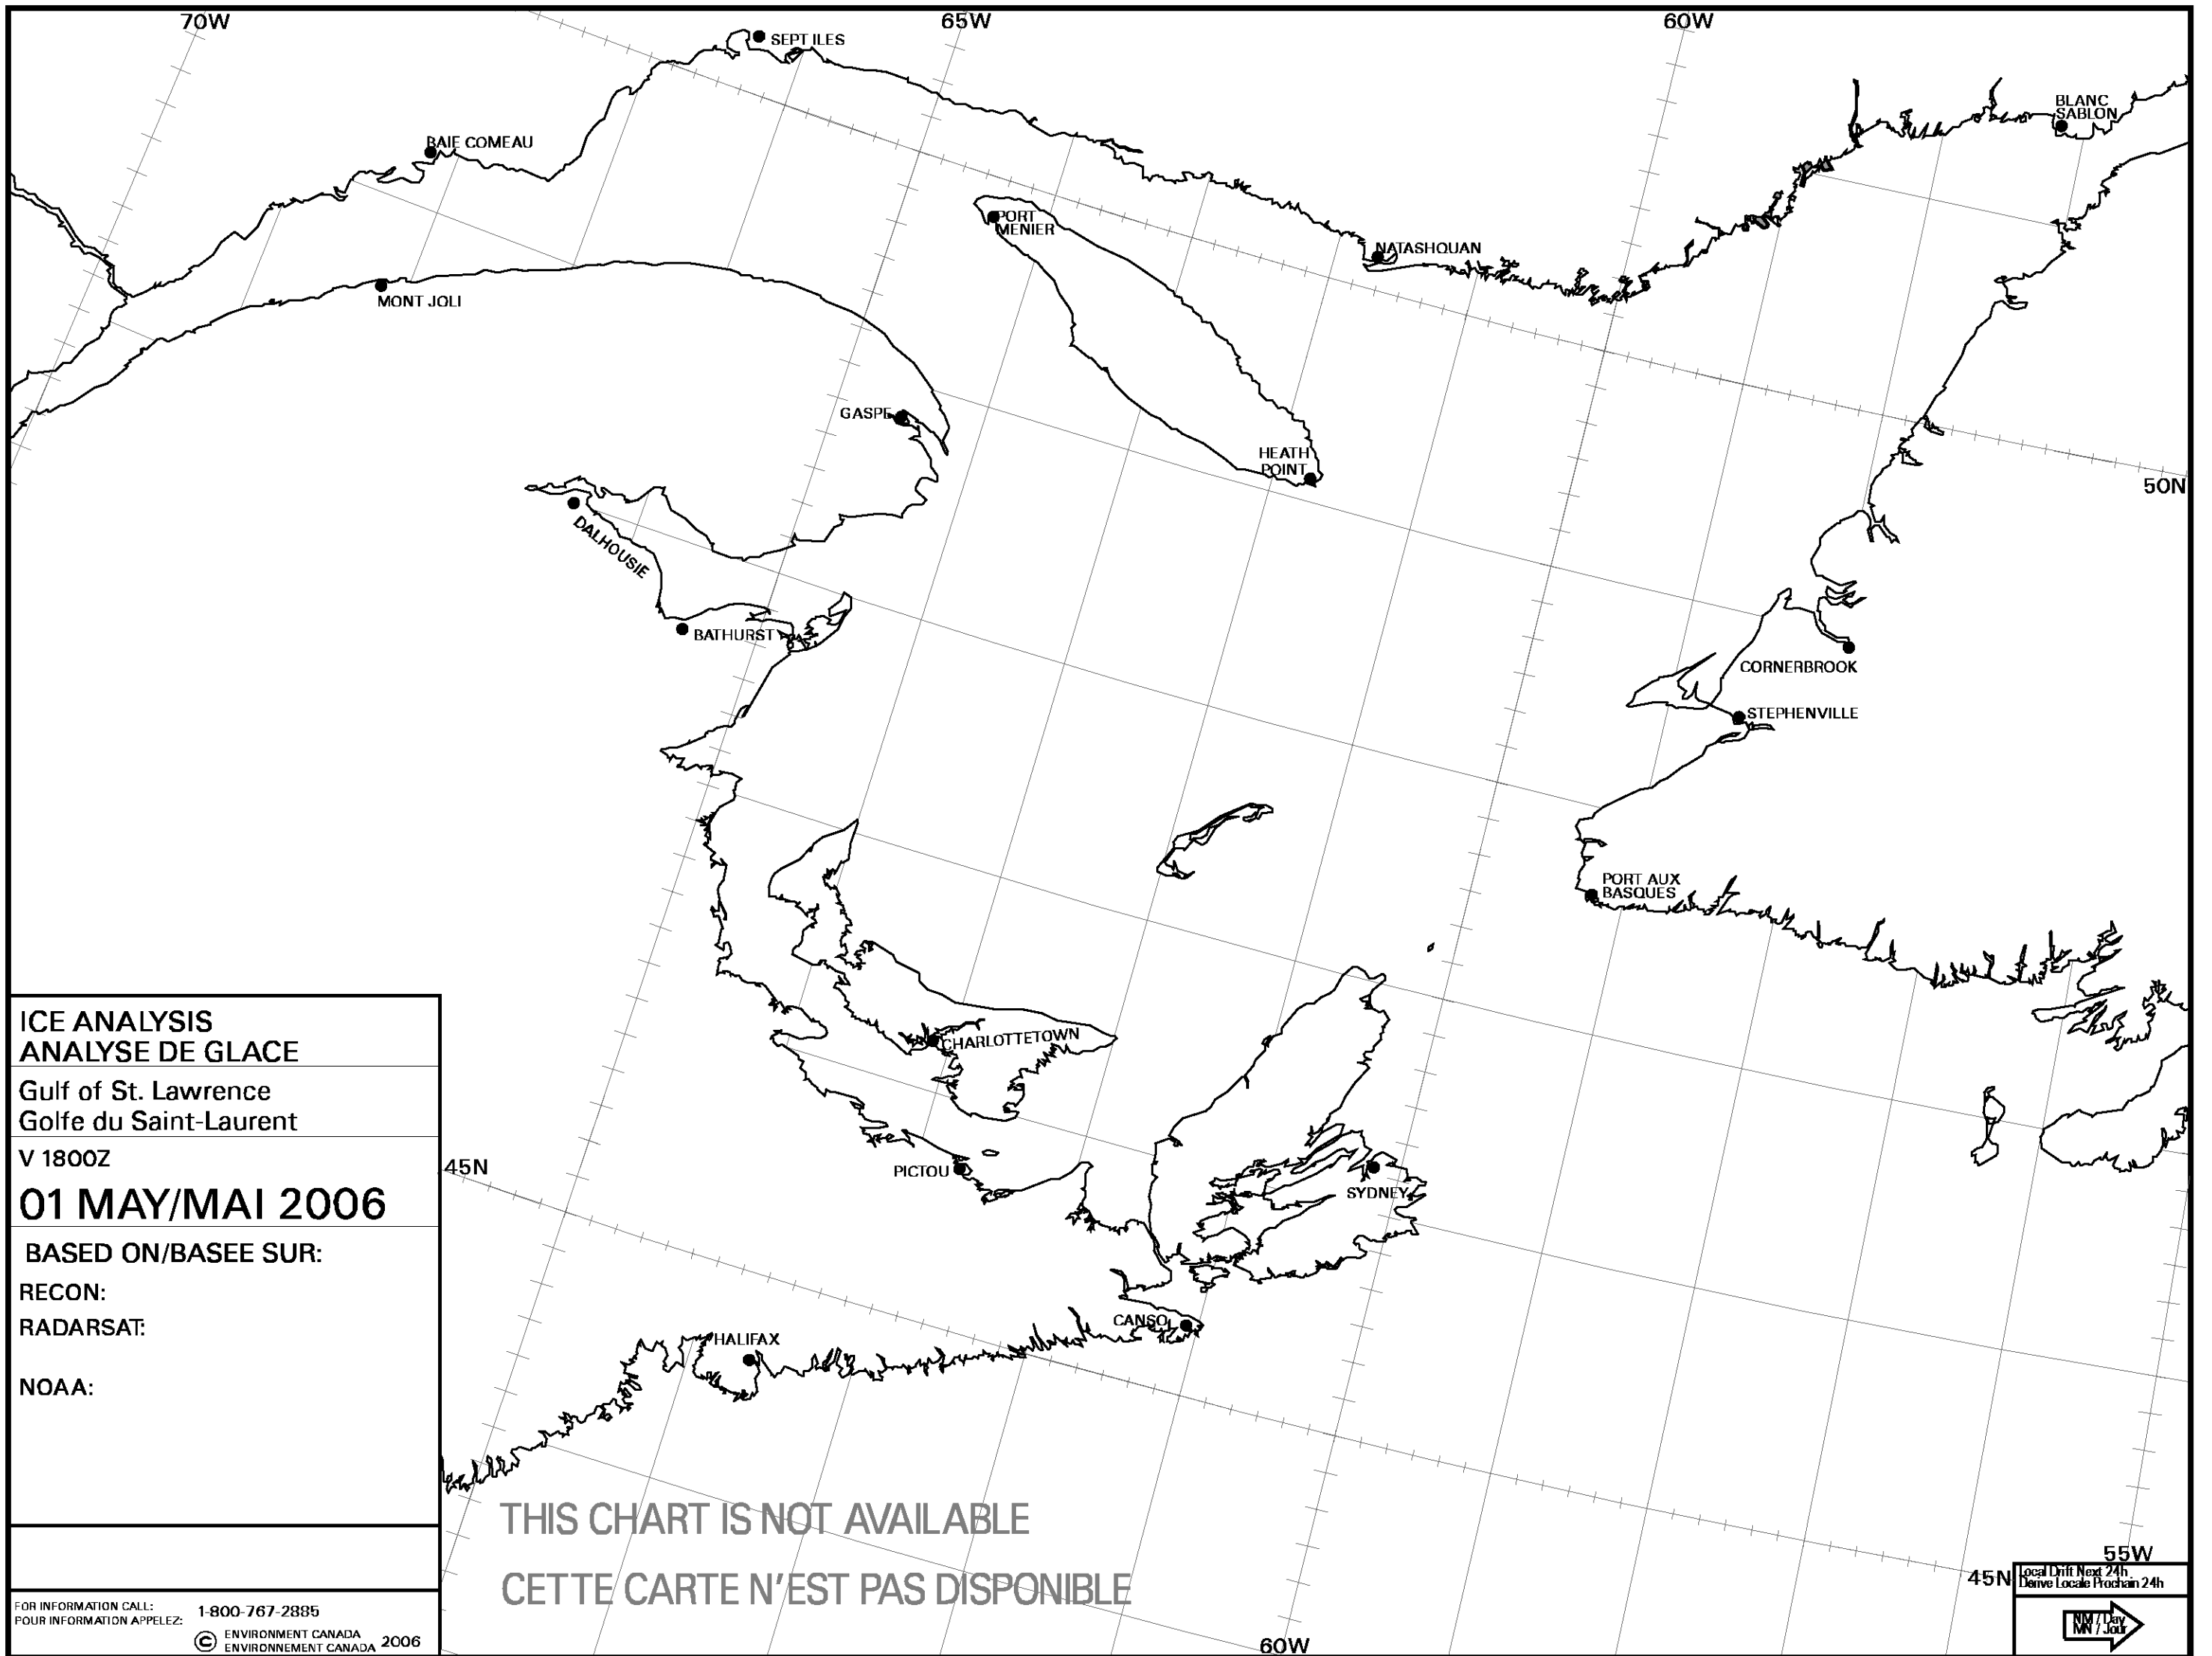 70W
65W
60W
SEPT ILES
BLANC
SABLON
BAIE COMEAU
PORT
MENIER
NATASHQUAN
MONT JOLI
GASPE
HEATH
POINT
50N
DALHOUSIE
BATHURST
CORNERBROOK
STEPHENVILLE
PORT AUX
BASQUES
CHARLOTTETOWN
PICTOU
SYDNEY
CANSO
HALIFAX
45N
ICE ANALYSIS
ANALYSE DE GLACE
Gulf of St. Lawrence
Golfe du Saint-Laurent
V 1800Z
01 MAY/MAI 2006
BASED ON/BASEE SUR:
RECON:
RADARSAT:
NOAA:
FOR INFORMATION CALL:
POUR INFORMATION APPELEZ:
1-800-767-2885
© ENVIRONMENT CANADA
ENVIRONNEMENT CANADA 2006
THIS CHART IS NOT AVAILABLE
CETTE CARTE N'EST PAS DISPONIBLE
60W
55W
45N
Local Drift Next 24h
Derive Locale Prochain 24h
NM / Day
MN / Jour